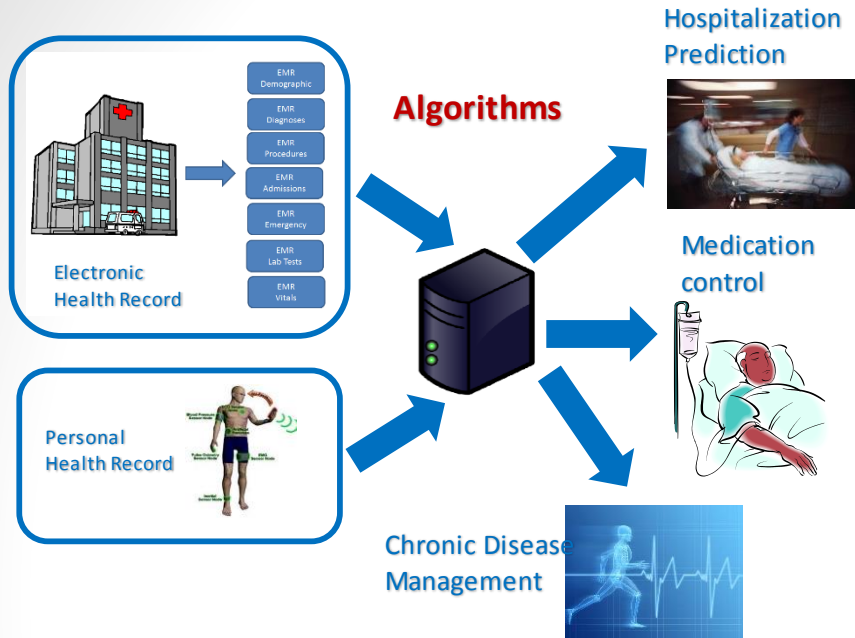 Hospitalization
Prediction
EMR
Demographic
EMR
Diagnoses
EMR
Procedures
EMR
Admissions
EMR
Emergency
EMR
Lab Tests
EMR
Vitals
Electronic
Health Record
Algorithms
Medication
control
Personal
Health Record
Chronic Disease
Management